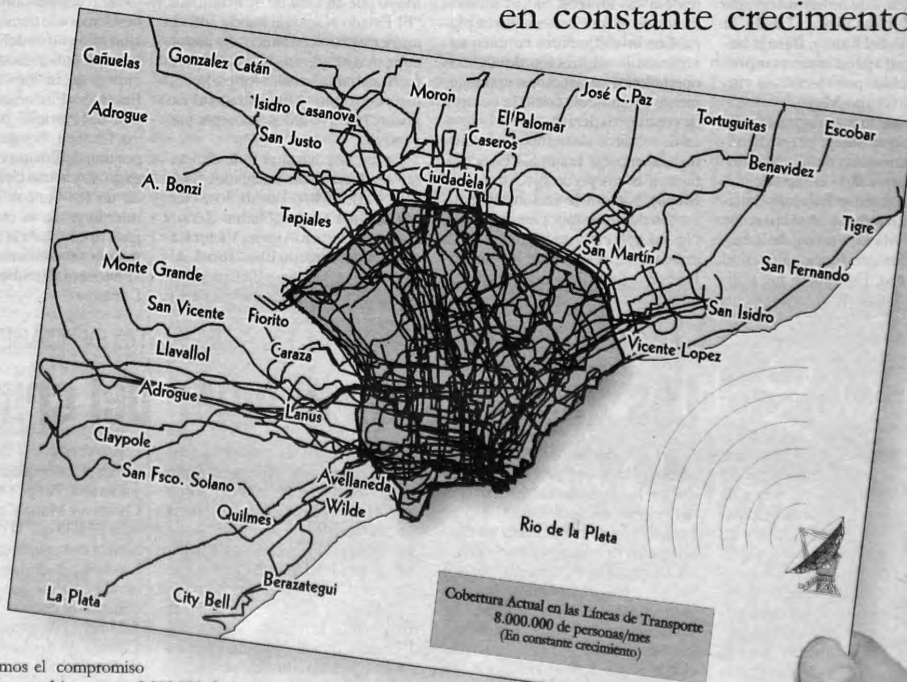 en constante crecimiento
Cañuelas
Gonzalez Catán
Adrogue
Isidro Casanova
San Justo
Moron
El Palomar
Caseros
José C. Paz
Tortuguitas
Escobar
Benavidez
A. Bonzi
Ciudadela
Tapiales
Tigre
San Martín
San Fernando
Monte Grande
San Vicente
Fiorito
San Isidro
Vicente Lopez
Llavallol
Caraza
Adrogue
Lanus
Claypole
San Fsco. Solano
Avellaneda
Quilmes
Wilde
Rio de la Plata
Berazategui
La Plata
City Bell
Cobertura Actual en las Líneas de Transporte
8.000.000 de personas/mes
(En constante crecimiento)
mos el compromiso